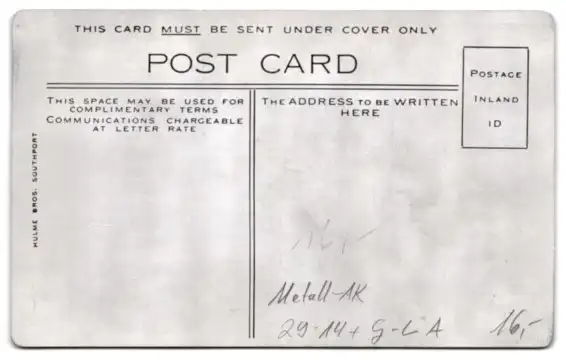 THIS CARD MUST BE SENT UNDER COVER ONLY
POST CARD
POSTAGE
INLAND
1D
THIS SPACE MAY BE USED FOR
COMPLIMENTARY TERMS
COMMUNICATIONS CHARGEABLE
AT LETTER RATE
THE ADDRESS TO BE WRITTEN
HERE
HULME BROS. SOUTHPORT
16,-
Metall-AK
29-14+ G-L A
16,-